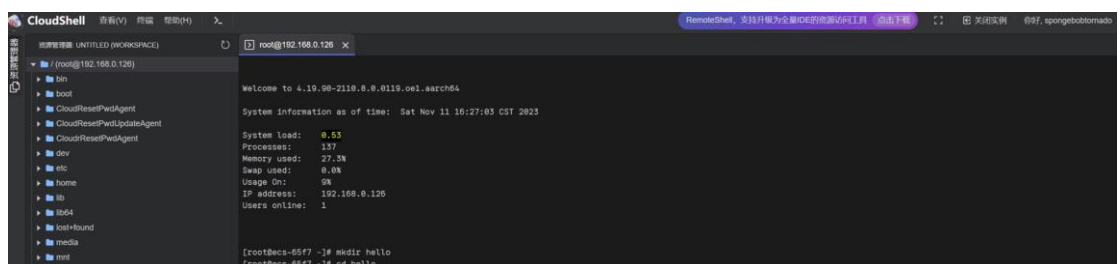 CloudShell 查看(V) 终端 帮助(H) RemoteShell，支持升级为全量IDE的资源访问工具 点击下载 关闭实例 你好, spongebobtornado
资源管理器: UNTITLED (WORKSPACE) root@192.168.0.126
/ (root@192.168.0.126)
bin
boot
CloudResetPwdAgent
CloudResetPwdUpdateAgent
CloudrResetPwdAgent
dev
etc
home
lib
lib64
lost+found
media
mnt
Welcome to 4.19.90-2110.8.0.0119.oe1.aarch64
System information as of time: Sat Nov 11 16:27:03 CST 2023
System load: 0.53
Processes: 137
Memory used: 27.3%
Swap used: 0.0%
Usage On: 9%
IP address: 192.168.0.126
Users online: 1
[root@ecs-65f7 ~]# mkdir hello
[root@ecs-65f7 ~]# cd hello